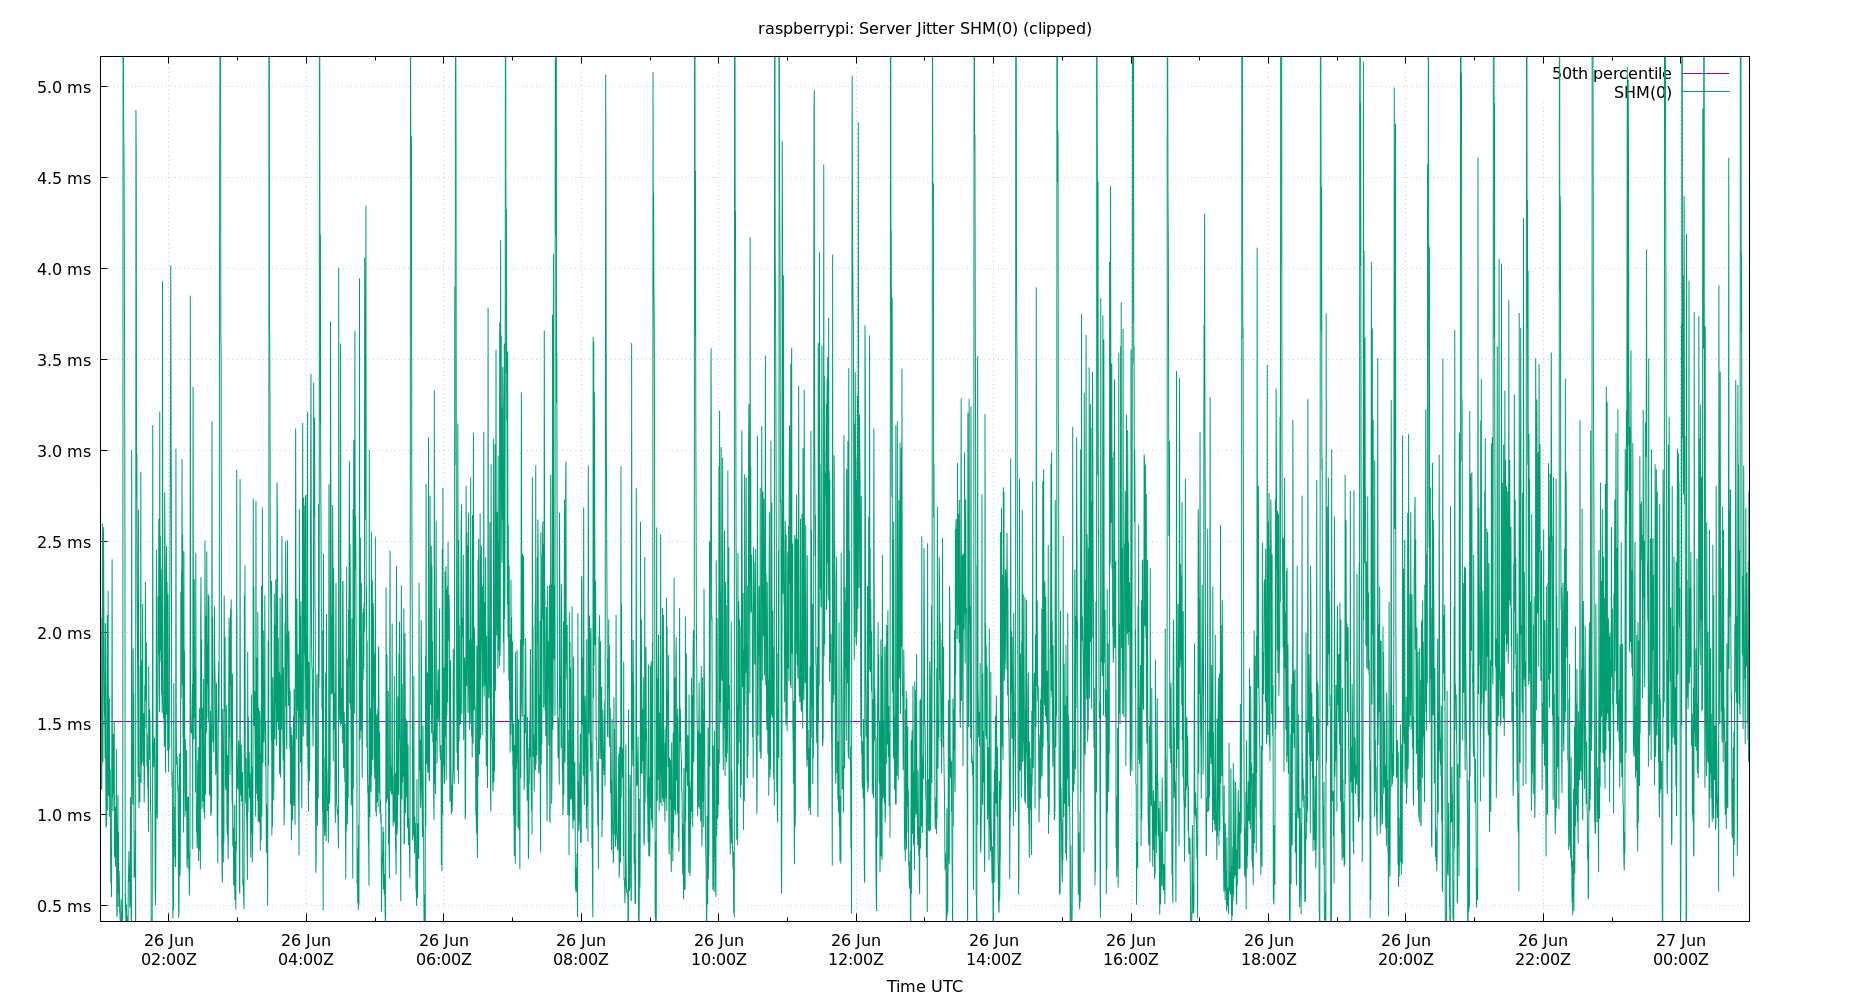 raspberrypi: Server Jitter SHM(0) (clipped)
50th percentile
SHM(0)
5.0 ms
4.5 ms
4.0 ms
3.5 ms
3.0 ms
2.5 ms
2.0 ms
1.5 ms
1.0 ms
0.5 ms
26 Jun 26 Jun 26 Jun 26 Jun 26 Jun 26 Jun 26 Jun 26 Jun 26 Jun 26 Jun 26 Jun 27 Jun
02:00Z 04:00Z 06:00Z 08:00Z 10:00Z 12:00Z 14:00Z 16:00Z 18:00Z 20:00Z 22:00Z 00:00Z
Time UTC